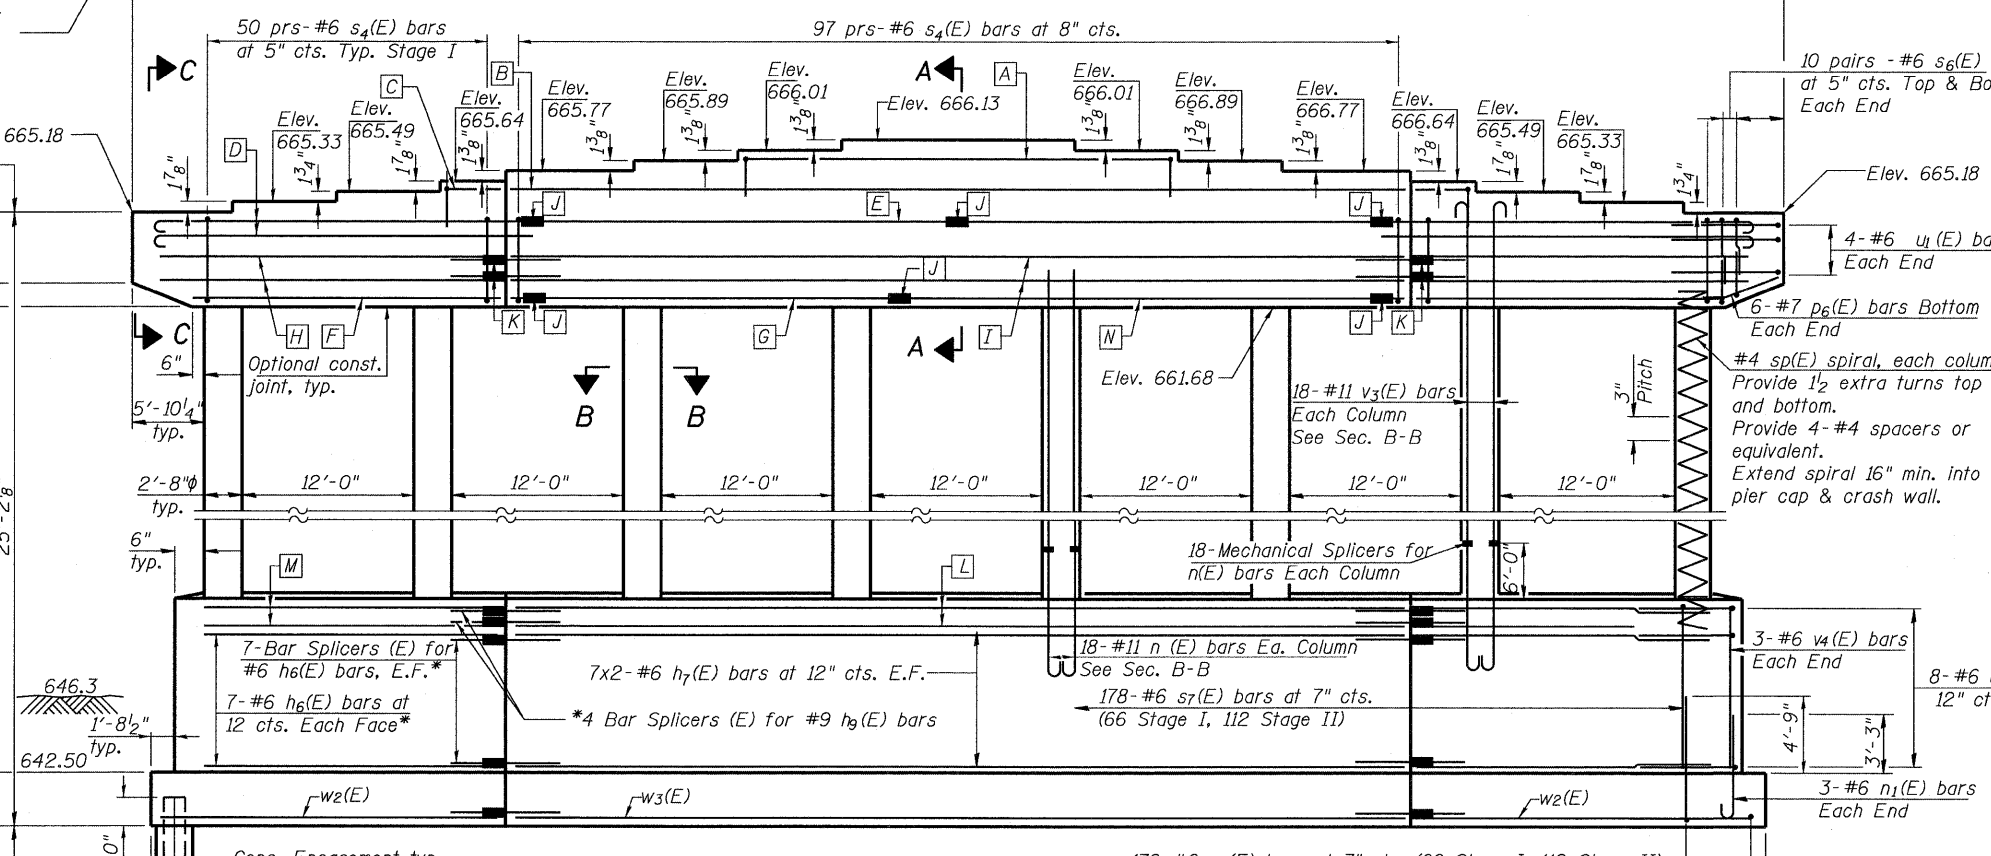 50 prs-#6 s4(E) bars
at 5" cts. Typ. Stage I
97 prs-#6 s4(E) bars at 8" cts.
C
B
C
A
A
10 pairs - #6 s6(E)
at 5" cts. Top & Bo
Each End
665.18
D
Elev.
665.33
Elev.
665.49
Elev.
665.64
Elev.
665.77
Elev.
665.89
Elev.
666.01
Elev. 666.13
Elev.
666.01
Elev.
666.89
Elev.
666.77
Elev.
666.64
Elev.
665.49
Elev.
665.33
Elev. 665.18
1 7/8"
1 3/4"
1 7/8"
1 3/8"
1 3/8"
1 3/8"
1 3/8"
1 3/8"
1 3/8"
1 3/8"
1 3/8"
1 7/8"
1 7/8"
1 3/4"
J
E
J
J
4-#6 u1(E) ba
Each End
J
C
H
F
K
J
G
A
I
N
J
K
6-#7 p6(E) bars Bottom
Each End
6"
Optional const.
joint, typ.
Elev. 661.68
B
B
#4 sp(E) spiral, each colum
Provide 1 1/2 extra turns top
and bottom.
Provide 4-#4 spacers or
equivalent.
Extend spiral 16" min. into
pier cap & crash wall.
5'-10 1/4"
typ.
18-#11 v3(E) bars
Each Column
See Sec. B-B
3"
Pitch
2'-8"φ
typ.
12'-0"
12'-0"
12'-0"
12'-0"
12'-0"
12'-0"
12'-0"
25'-2 1/8
6"
typ.
M
L
18-Mechanical Splicers for
n(E) bars Each Column
6'-0"
7-Bar Splicers (E) for
#6 h6(E) bars, E.F.*
7x2-#6 h7(E) bars at 12" cts. E.F.
18-#11 n (E) bars Ea. Column
See Sec. B-B
3-#6 v4(E) bars
Each End
646.3
7-#6 h6(E) bars at
12 cts. Each Face*
*4 Bar Splicers (E) for #9 h9(E) bars
178-#6 s7(E) bars at 7" cts.
(66 Stage I, 112 Stage II)
8-#6
12" ct
1'-8 1/2"
typ.
4'-9"
3'-3"
642.50
w2(E)
w3(E)
w2(E)
3-#6 n1(E) bars
Each End
0"